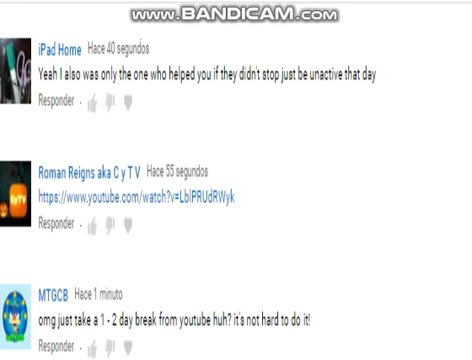 www.BANDICAM.com
iPad Home Hace 40 segundos
Yeah I also was only the one who helped you if they didn't stop just be unactive that day
Responder ·
Roman Reigns aka C y T V Hace 55 segundos
https://www.youtube.com/watch?v=LblPRUdRWyk
Responder ·
CyTV
MTGCB Hace 1 minuto
omg just take a 1 - 2 day break from youtube huh? it's not hard to do it!
Responder ·